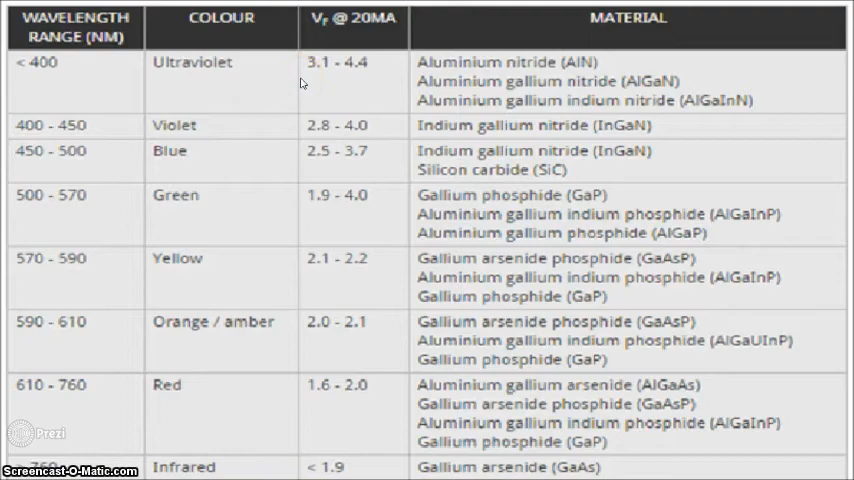 WAVELENGTH RANGE (NM) COLOUR VF @ 20MA MATERIAL
< 400 Ultraviolet 3.1 - 4.4 Aluminium nitride (AlN)
Aluminium gallium nitride (AlGaN)
Aluminium gallium indium nitride (AlGaInN)
400 - 450 Violet 2.8 - 4.0 Indium gallium nitride (InGaN)
450 - 500 Blue 2.5 - 3.7 Indium gallium nitride (InGaN)
Silicon carbide (SiC)
500 - 570 Green 1.9 - 4.0 Gallium phosphide (GaP)
Aluminium gallium indium phosphide (AlGaInP)
Aluminium gallium phosphide (AlGaP)
570 - 590 Yellow 2.1 - 2.2 Gallium arsenide phosphide (GaAsP)
Aluminium gallium indium phosphide (AlGaInP)
Gallium phosphide (GaP)
590 - 610 Orange / amber 2.0 - 2.1 Gallium arsenide phosphide (GaAsP)
Aluminium gallium indium phosphide (AlGaUInP)
Gallium phosphide (GaP)
610 - 760 Red 1.6 - 2.0 Aluminium gallium arsenide (AlGaAs)
Gallium arsenide phosphide (GaAsP)
Aluminium gallium indium phosphide (AlGaInP)
Gallium phosphide (GaP)
Prezi
> 760 Infrared < 1.9 Gallium arsenide (GaAs)
Screencast-O-Matic.com